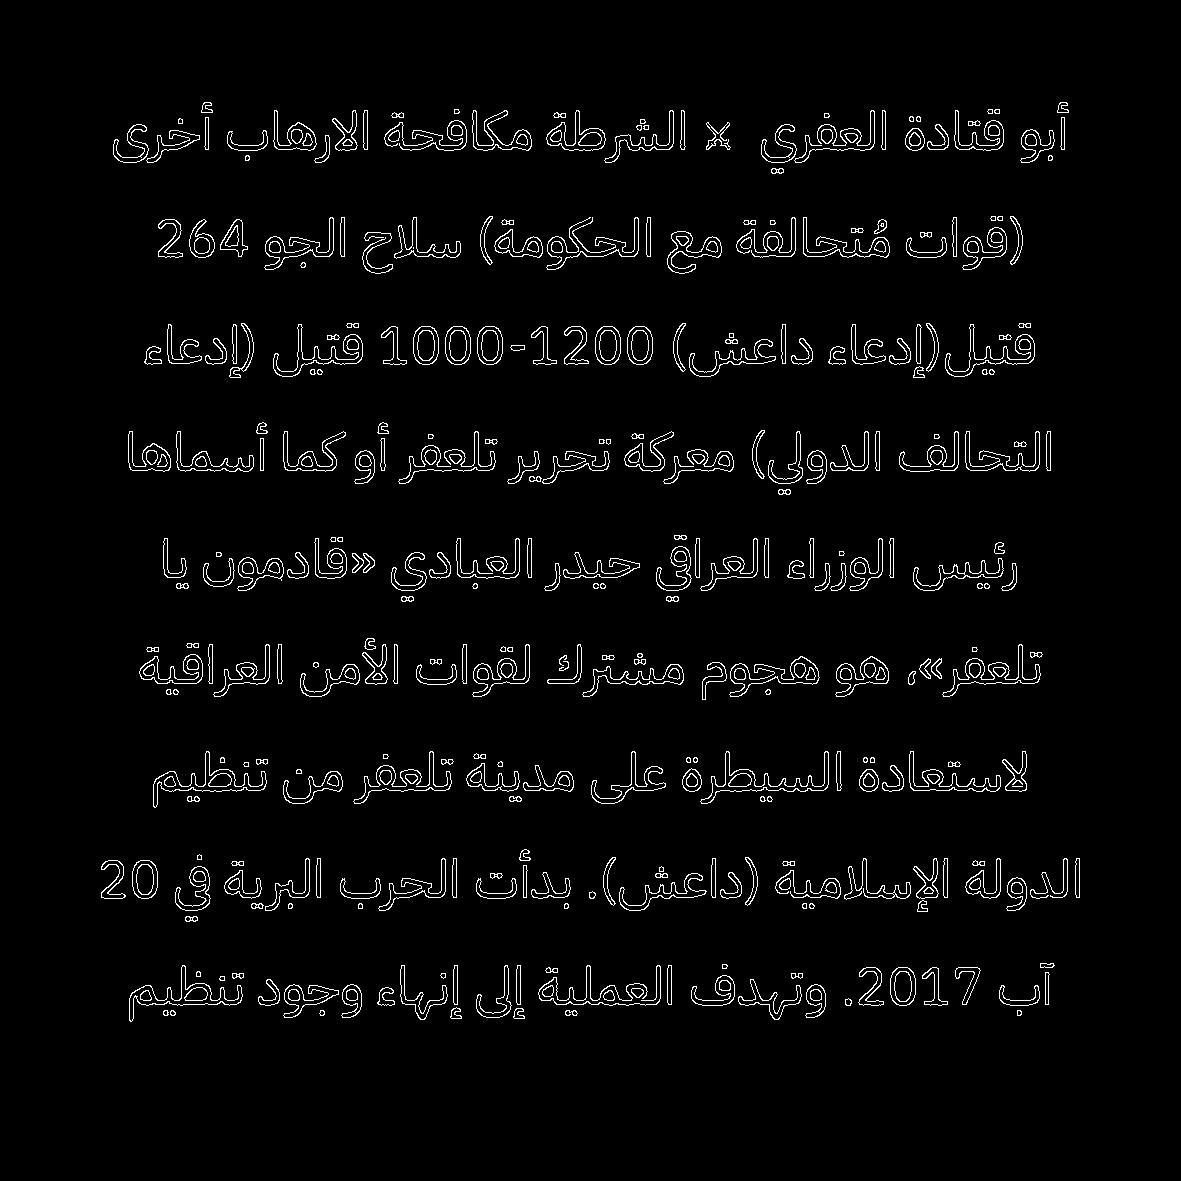 أبو قتادة العفري ⚔ الشرطة مكافحة الارهاب أخرى
(قوات مُتحالفة مع الحكومة) سلاح الجو 264
قتيل(إدعاء داعش) 1200-1000 قتيل (إدعاء
التحالف الدولي) معركة تحرير تلعفر أو كما أسماها
رئيس الوزراء العراقي حيدر العبادي «قادمون يا
تلعفر»، هو هجوم مشترك لقوات الأمن العراقية
لاستعادة السيطرة على مدينة تلعفر من تنظيم
الدولة الإسلامية (داعش). بدأت الحرب البرية في 20
آب 2017. وتهدف العملية إلى إنهاء وجود تنظيم